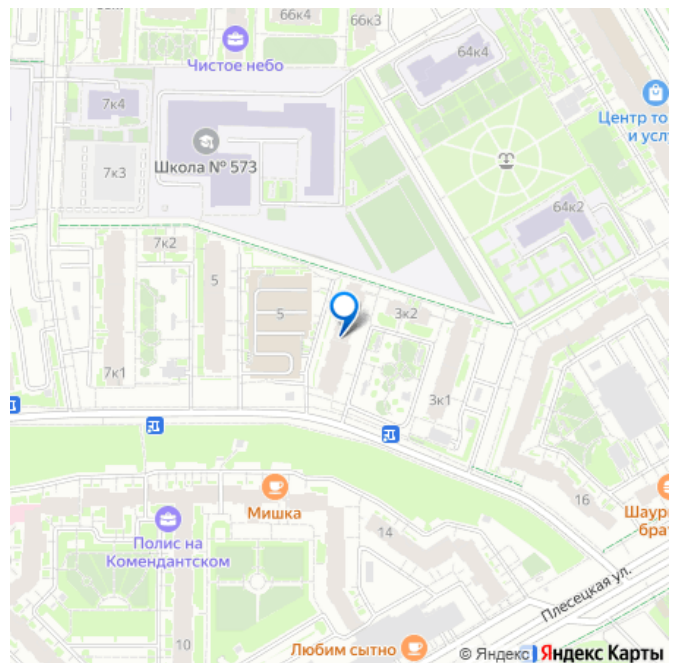 66к4
66к3
Чистое небо
64к4
7к4
Центр то
и усл
Школа № 573
7к3
64к2
7к2
5
5
3к2
7к1
3к1
Мишка
16
Шаур
брат
Полис на
Комендантском
14
Плесецкая ул.
10
Любим сытно
© Яндекс
Яндекс Карты